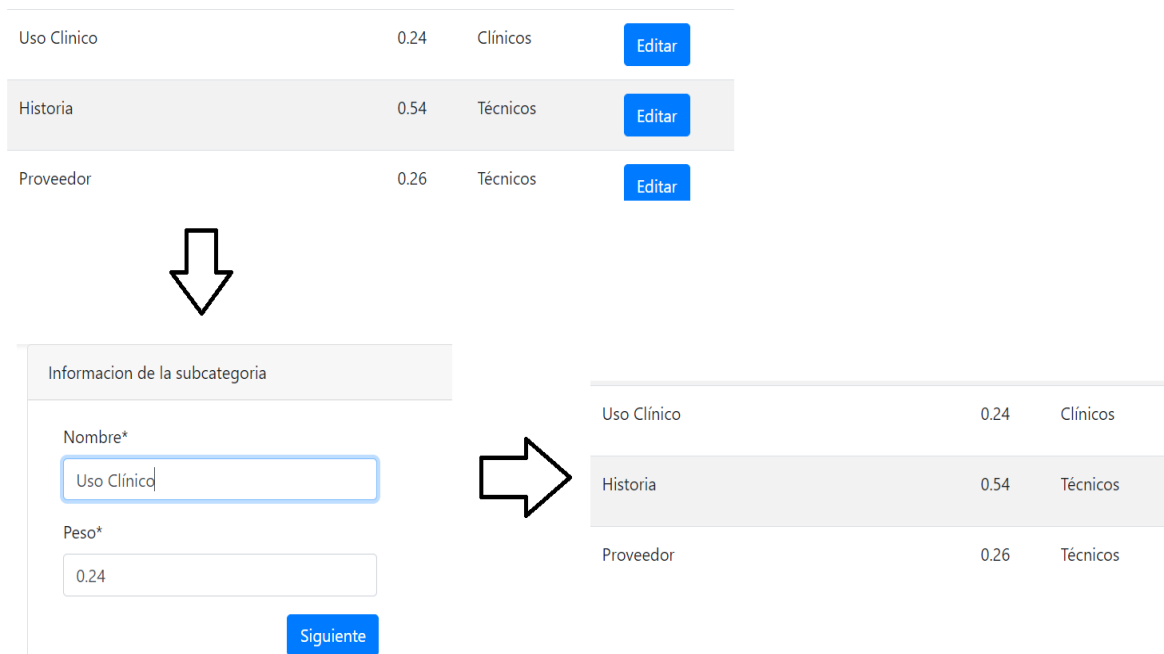 Uso Clinico 0.24 Clínicos Editar
Historia 0.54 Técnicos Editar
Proveedor 0.26 Técnicos Editar
Informacion de la subcategoria
Nombre*
Uso Clínico
Peso*
0.24
Siguiente
Uso Clínico 0.24 Clínicos
Historia 0.54 Técnicos
Proveedor 0.26 Técnicos